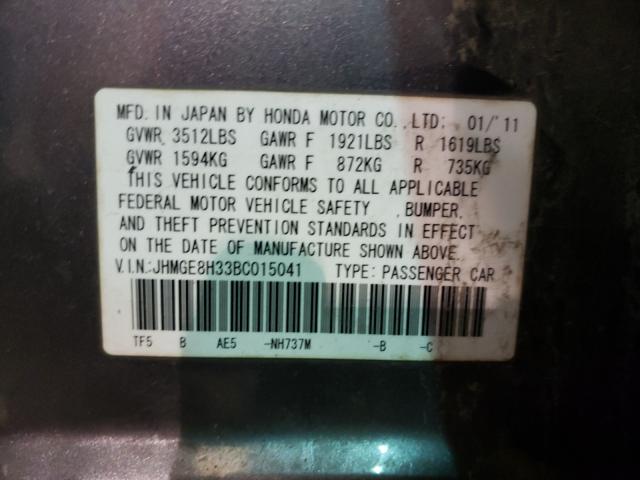 MFD. IN JAPAN BY HONDA MOTOR CO., LTD: 01/'11
GVWR 3512LBS GAWR F 1921LBS R 1619LBS
GVWR 1594KG GAWR F 872KG R 735KG
THIS VEHICLE CONFORMS TO ALL APPLICABLE
FEDERAL MOTOR VEHICLE SAFETY , BUMPER,
AND THEFT PREVENTION STANDARDS IN EFFECT
ON THE DATE OF MANUFACTURE SHOWN ABOVE.
V.I.N.:JHMGE8H33BC015041 TYPE: PASSENGER CAR
TF5 B AE5 -NH737M -B -C